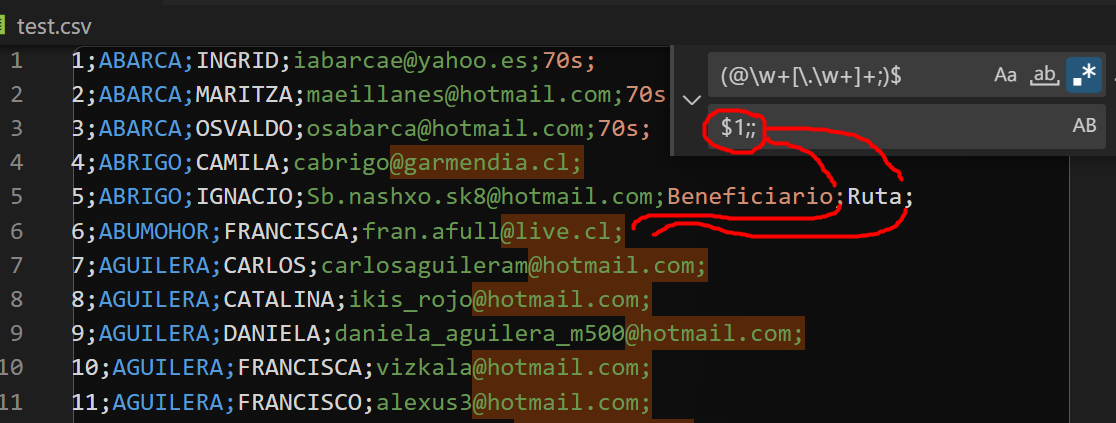 test.csv
(@\w+[\.\w+]+;)$ Aa ab .*
$1;; AB
1 1;ABARCA;INGRID;iabarcae@yahoo.es;70s;
2 2;ABARCA;MARITZA;maeillanes@hotmail.com;70s
3 3;ABARCA;OSVALDO;osabarca@hotmail.com;70s;
4 4;ABRIGO;CAMILA;cabrigo@garmendia.cl;
5 5;ABRIGO;IGNACIO;Sb.nashxo.sk8@hotmail.com;Beneficiario;Ruta;
6 6;ABUMOHOR;FRANCISCA;fran.afull@live.cl;
7 7;AGUILERA;CARLOS;carlosaguileram@hotmail.com;
8 8;AGUILERA;CATALINA;ikis_rojo@hotmail.com;
9 9;AGUILERA;DANIELA;daniela_aguilera_m500@hotmail.com;
10 10;AGUILERA;FRANCISCA;vizkala@hotmail.com;
11 11;AGUILERA;FRANCISCO;alexus3@hotmail.com;